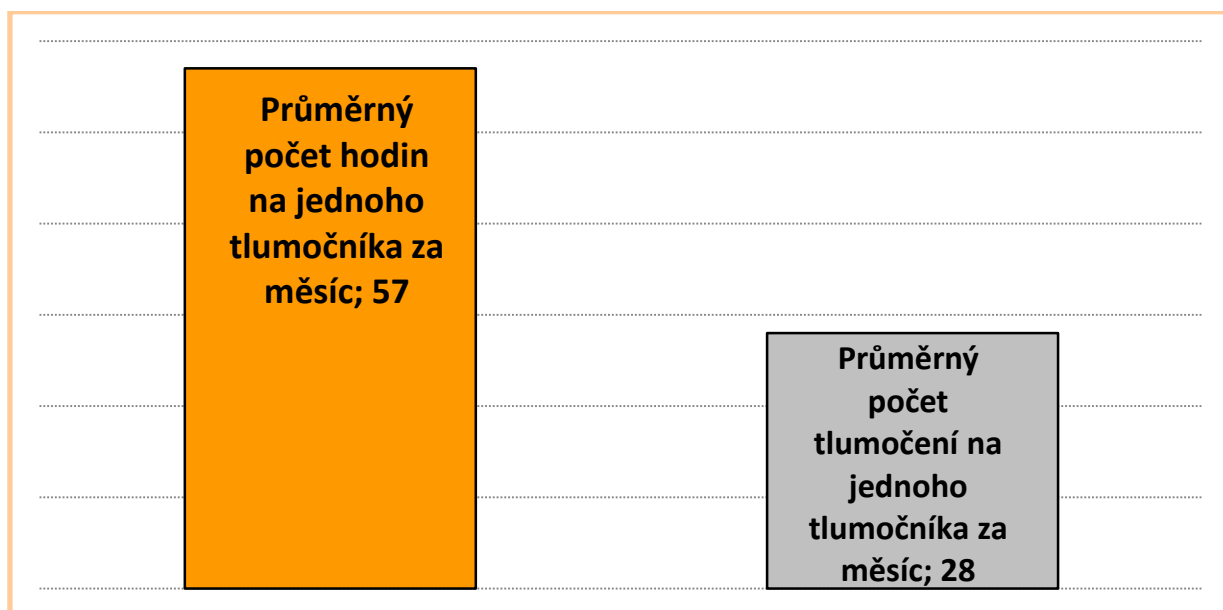 Průměrný
počet hodin
na jednoho
tlumočníka za
měsíc; 57
Průměrný
počet
tlumočení na
jednoho
tlumočníka za
měsíc; 28